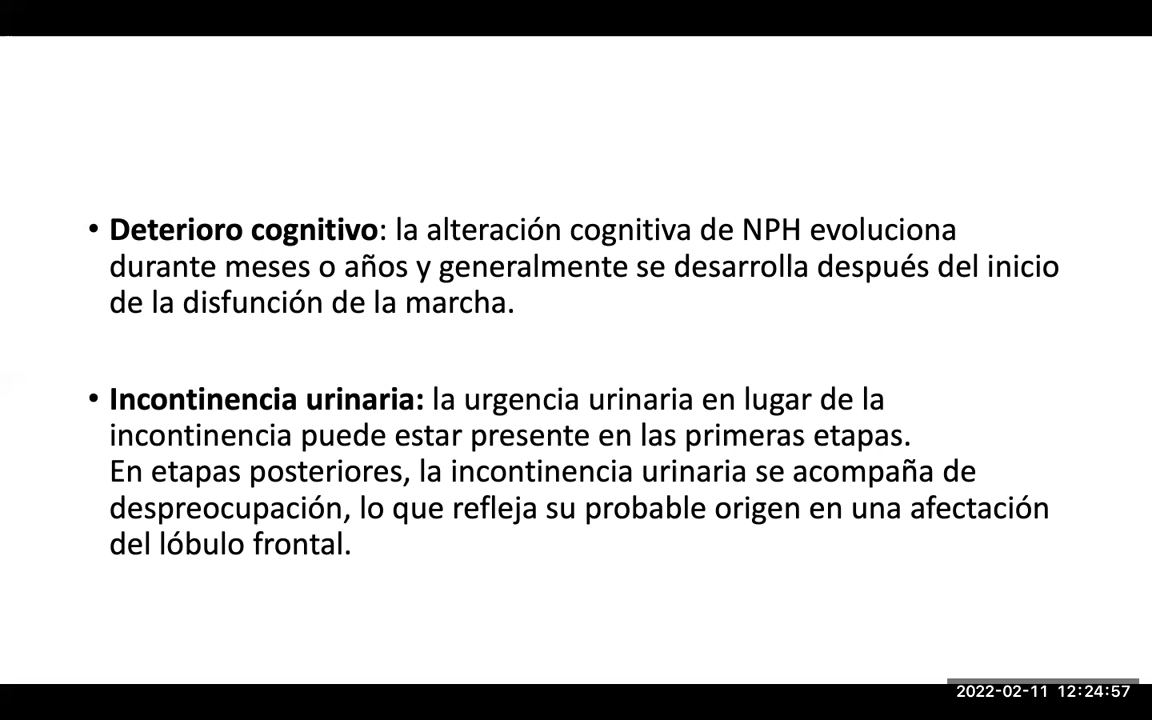 • Deterioro cognitivo: la alteración cognitiva de NPH evoluciona
durante meses o años y generalmente se desarrolla después del inicio
de la disfunción de la marcha.
• Incontinencia urinaria: la urgencia urinaria en lugar de la
incontinencia puede estar presente en las primeras etapas.
En etapas posteriores, la incontinencia urinaria se acompaña de
despreocupación, lo que refleja su probable origen en una afectación
del lóbulo frontal.
2022-02-11 12:24:57